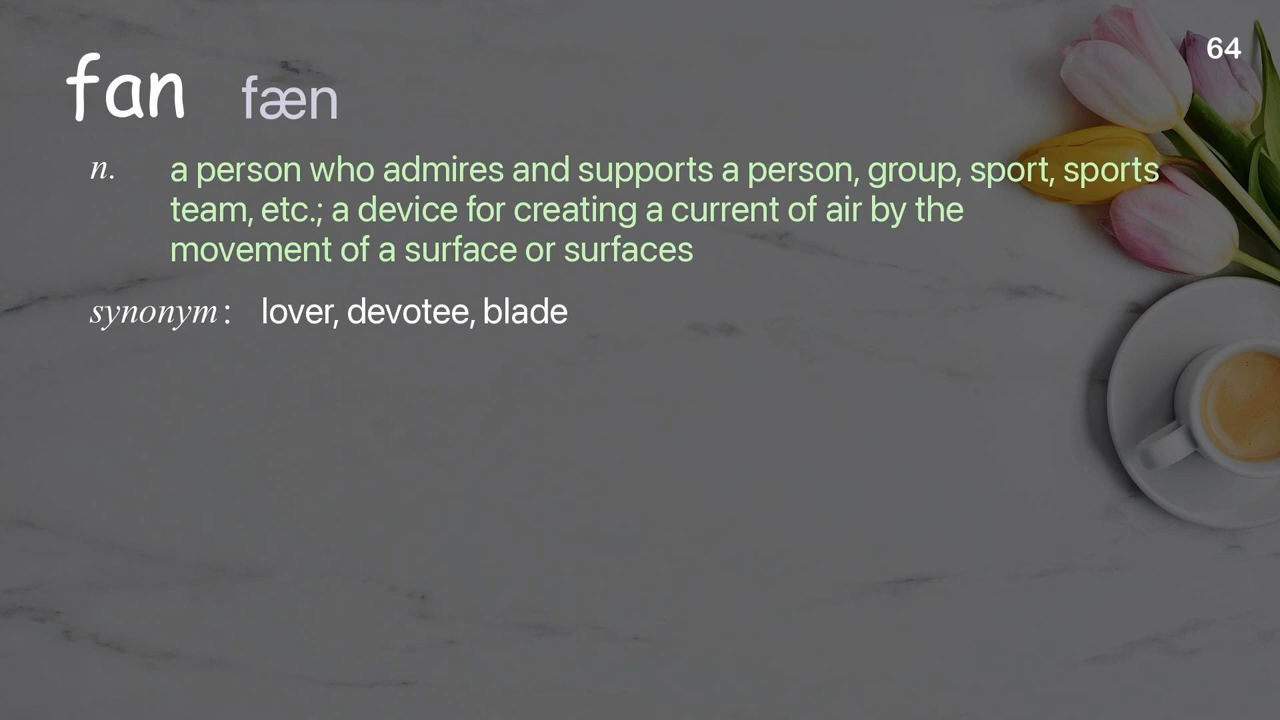 64
fan fæn
n. a person who admires and supports a person, group, sport, sports
team, etc.; a device for creating a current of air by the
movement of a surface or surfaces
synonym: lover, devotee, blade